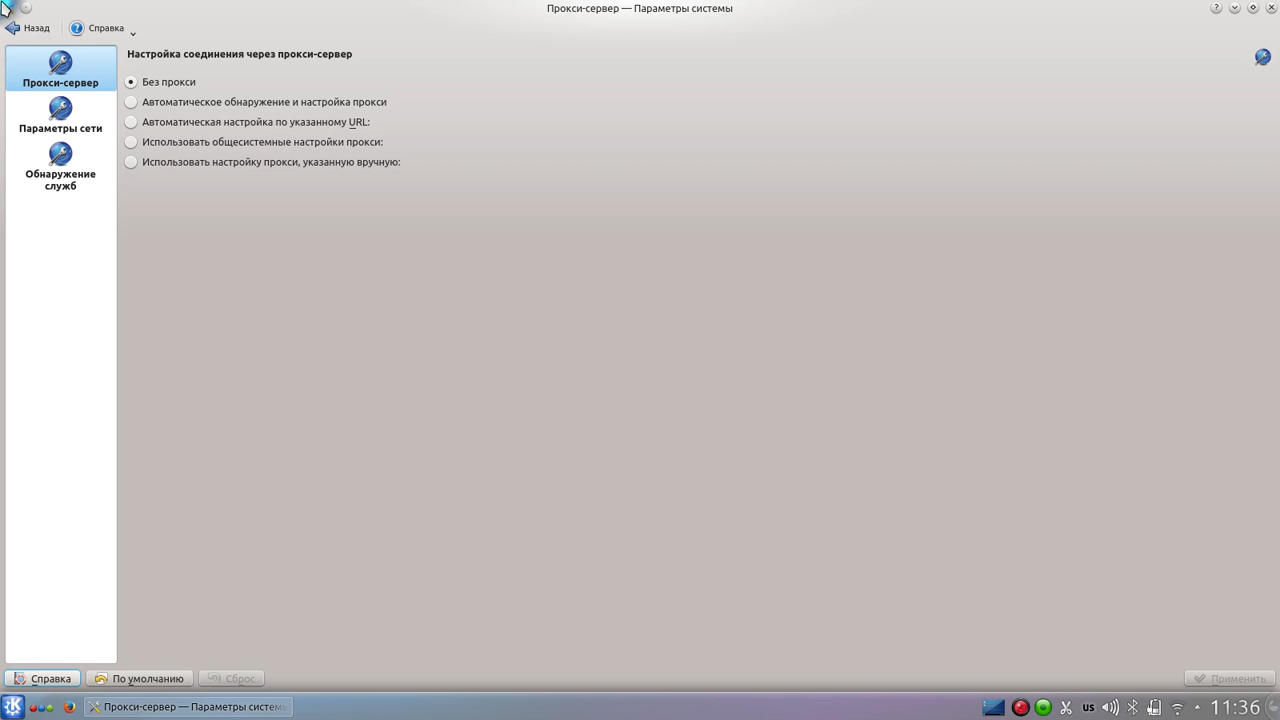 Прокси-сервер — Параметры системы
Назад
Справка
Прокси-сервер
Параметры сети
Обнаружение
служб
Настройка соединения через прокси-сервер
Без прокси
Автоматическое обнаружение и настройка прокси
Автоматическая настройка по указанному URL:
Использовать общесистемные настройки прокси:
Использовать настройку прокси, указанную вручную:
Справка
По умолчанию
Сброс
Применить
Прокси-сервер — Параметры системы
us
11:36